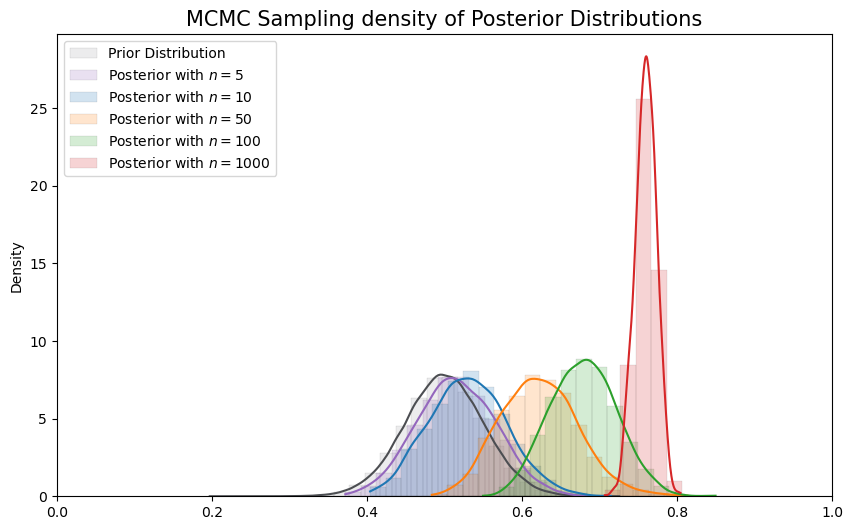 MCMC Sampling density of Posterior Distributions
Prior Distribution
Posterior with n = 5
Posterior with n = 10
Posterior with n = 50
Posterior with n = 100
Posterior with n = 1000
Density
25
20
15
10
5
0
0.0 0.2 0.4 0.6 0.8 1.0